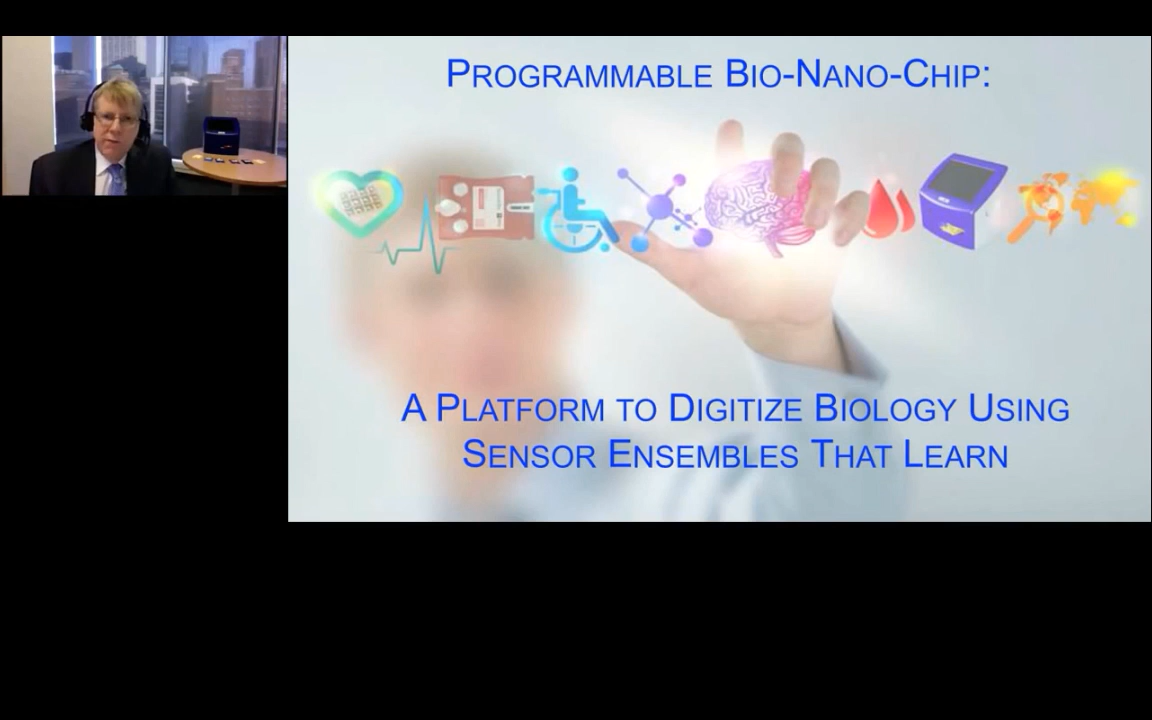 PROGRAMMABLE BIO-NANO-CHIP:
A PLATFORM TO DIGITIZE BIOLOGY USING
SENSOR ENSEMBLES THAT LEARN